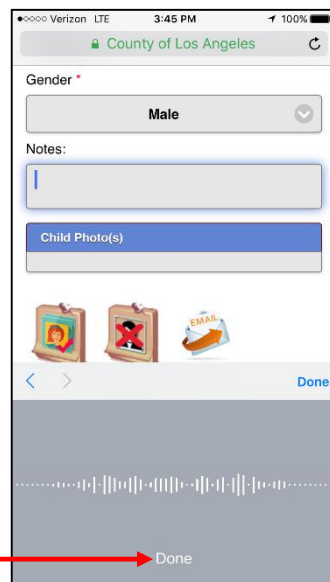 Verizon LTE 3:45 PM 100%
County of Los Angeles
Gender *
Male
Notes:
Child Photo(s)
EMAIL
Done
Done